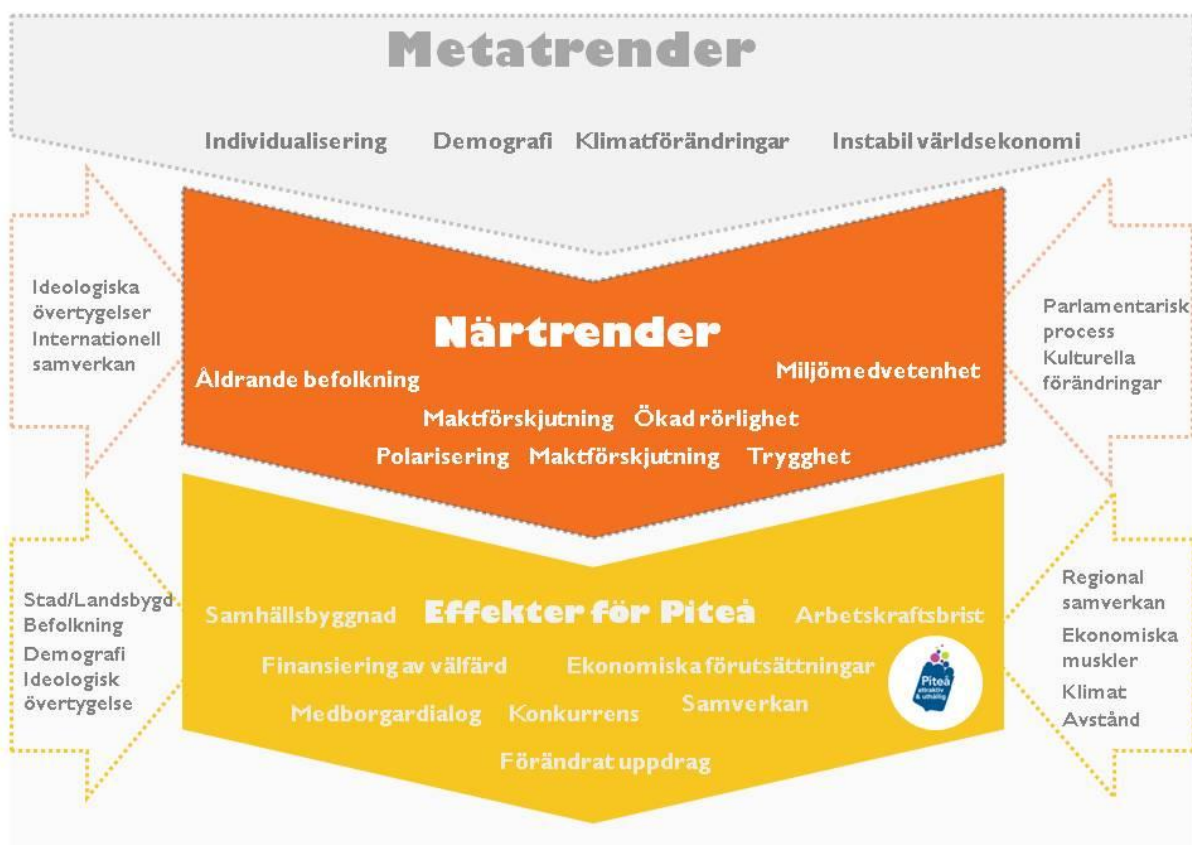 Metatrender
Individualisering Demografi Klimatförändringar Instabil världsekonomi
Ideologiska
övertygelser
Internationell
samverkan
Närtrender
Åldrande befolkning Miljömedvetenhet
Maktförskjutning Ökad rörlighet
Polarisering Maktförskjutning Trygghet
Parlamentarisk
process
Kulturella
förändringar
Stad/Landsbygd
Befolkning
Demografi
Ideologisk
övertygelse
Samhällsbyggnad Effekter för Piteå Arbetskraftsbrist
Finansiering av välfärd Ekonomiska förutsättningar
Medborgardialog Konkurrens Samverkan
Förändrat uppdrag
Piteå
attraktiv
& uthållig
Regional
samverkan
Ekonomiska
muskler
Klimat
Avstånd